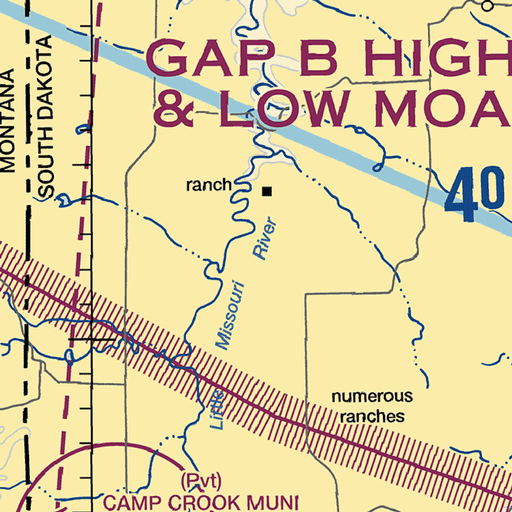 GAP B HIGH
& LOW MOA
MONTANA
SOUTH DAKOTA
40
ranch
Little Missouri River
numerous
ranches
(Pvt)
CAMP CROOK MUNI